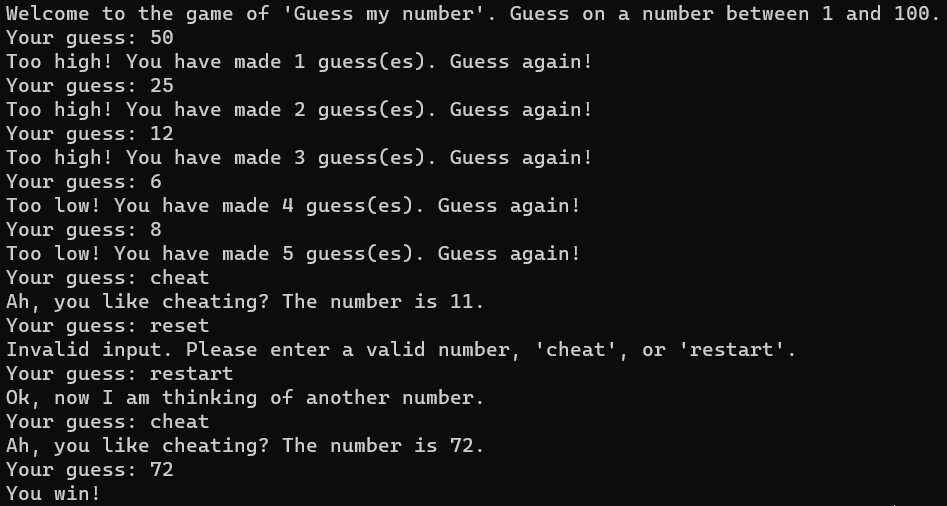 Welcome to the game of 'Guess my number'. Guess on a number between 1 and 100.
Your guess: 50
Too high! You have made 1 guess(es). Guess again!
Your guess: 25
Too high! You have made 2 guess(es). Guess again!
Your guess: 12
Too high! You have made 3 guess(es). Guess again!
Your guess: 6
Too low! You have made 4 guess(es). Guess again!
Your guess: 8
Too low! You have made 5 guess(es). Guess again!
Your guess: cheat
Ah, you like cheating? The number is 11.
Your guess: reset
Invalid input. Please enter a valid number, 'cheat', or 'restart'.
Your guess: restart
Ok, now I am thinking of another number.
Your guess: cheat
Ah, you like cheating? The number is 72.
Your guess: 72
You win!